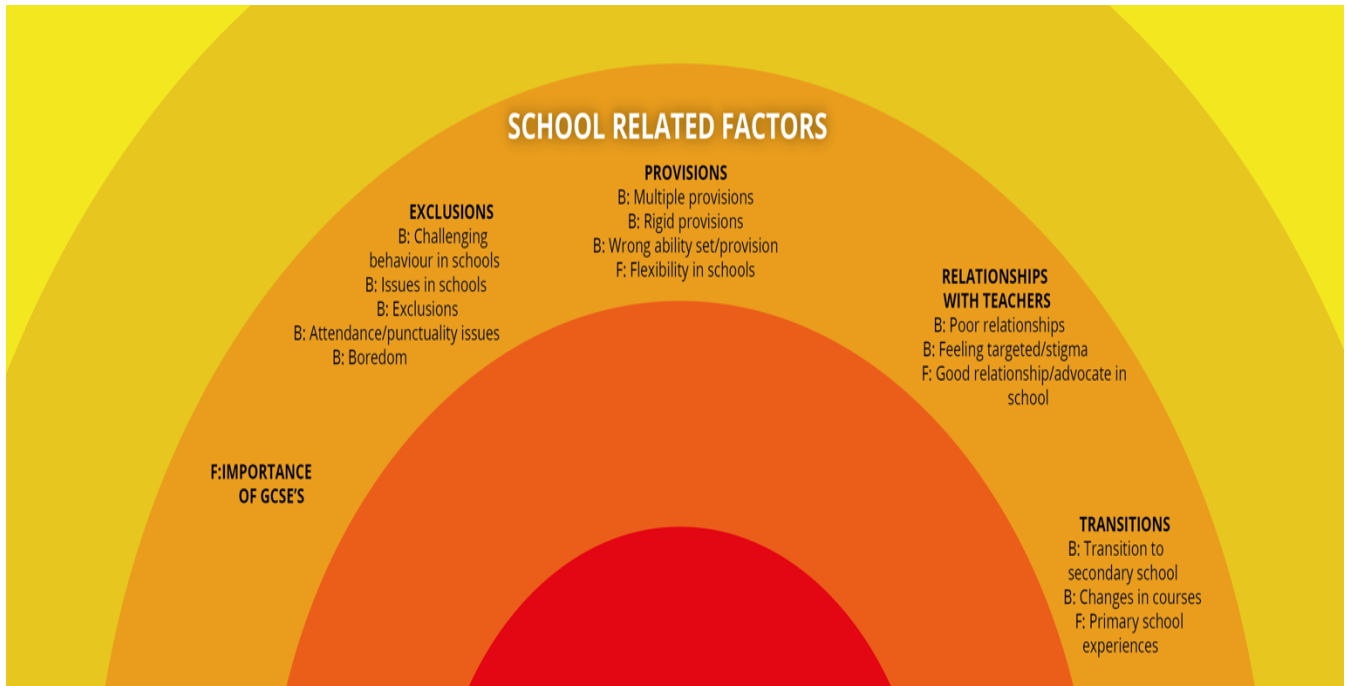 SCHOOL RELATED FACTORS
PROVISIONS
B: Multiple provisions
B: Rigid provisions
B: Wrong ability set/provision
F: Flexibility in schools
EXCLUSIONS
B: Challenging
behaviour in schools
B: Issues in schools
B: Exclusions
B: Attendance/punctuality issues
B: Boredom
RELATIONSHIPS
WITH TEACHERS
B: Poor relationships
B: Feeling targeted/stigma
F: Good relationship/advocate in
school
F:IMPORTANCE
OF GCSE'S
TRANSITIONS
B: Transition to
secondary school
B: Changes in courses
F: Primary school
experiences